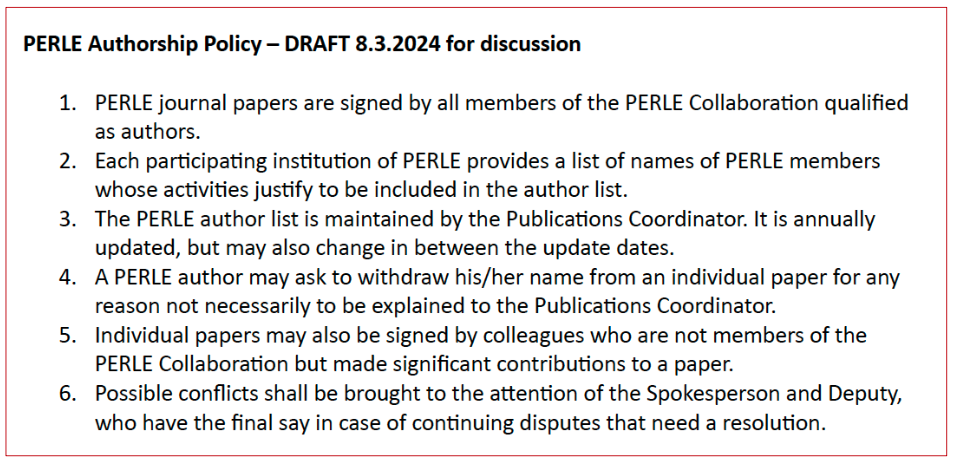 PERLE Authorship Policy – DRAFT 8.3.2024 for discussion
1. PERLE journal papers are signed by all members of the PERLE Collaboration qualified
as authors.
2. Each participating institution of PERLE provides a list of names of PERLE members
whose activities justify to be included in the author list.
3. The PERLE author list is maintained by the Publications Coordinator. It is annually
updated, but may also change in between the update dates.
4. A PERLE author may ask to withdraw his/her name from an individual paper for any
reason not necessarily to be explained to the Publications Coordinator.
5. Individual papers may also be signed by colleagues who are not members of the
PERLE Collaboration but made significant contributions to a paper.
6. Possible conflicts shall be brought to the attention of the Spokesperson and Deputy,
who have the final say in case of continuing disputes that need a resolution.